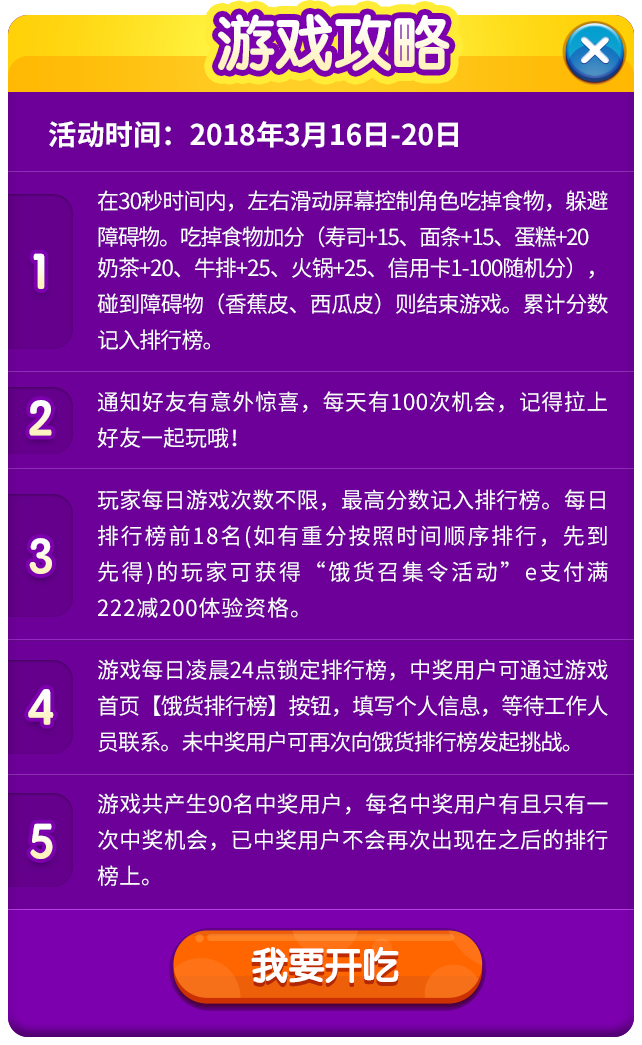 游戏攻略
活动时间：2018年3月16日-20日
1
在30秒时间内，左右滑动屏幕控制角色吃掉食物，躲避
障碍物。吃掉食物加分（寿司+15、面条+15、蛋糕+20
奶茶+20、牛排+25、火锅+25、信用卡1-100随机分），
碰到障碍物（香蕉皮、西瓜皮）则结束游戏。累计分数
记入排行榜。
2
通知好友有意外惊喜，每天有100次机会，记得拉上
好友一起玩哦！
3
玩家每日游戏次数不限，最高分数记入排行榜。每日
排行榜前18名(如有重分按照时间顺序排行，先到
先得)的玩家可获得“饿货召集令活动”e支付满
222减200体验资格。
4
游戏每日凌晨24点锁定排行榜，中奖用户可通过游戏
首页【饿货排行榜】按钮，填写个人信息，等待工作人
员联系。未中奖用户可再次向饿货排行榜发起挑战。
5
游戏共产生90名中奖用户，每名中奖用户有且只有一
次中奖机会，已中奖用户不会再次出现在之后的排行
榜上。
我要开吃